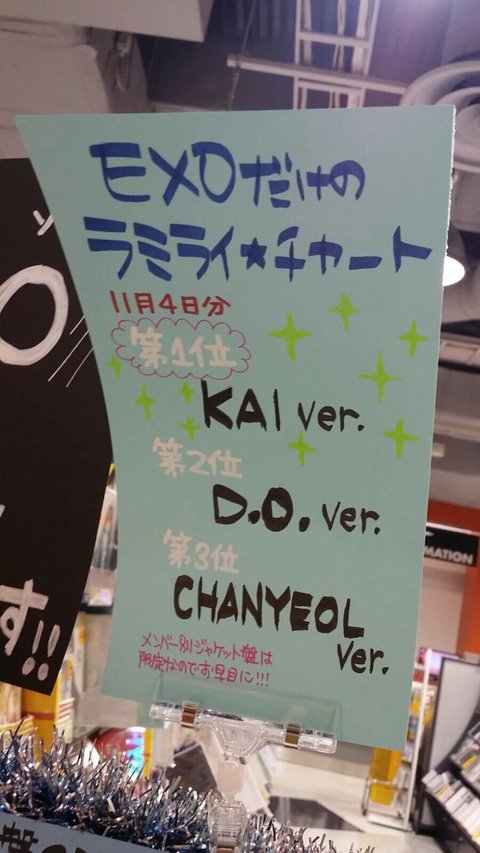 EXOだけの
ラミライ★チャート
11月4日分
第1位
KAI ver.
第2位
D.O. ver.
第3位
CHANYEOL
ver.
メンバー別ジャケット盤は
限定なのでお早目に!!!
す!!